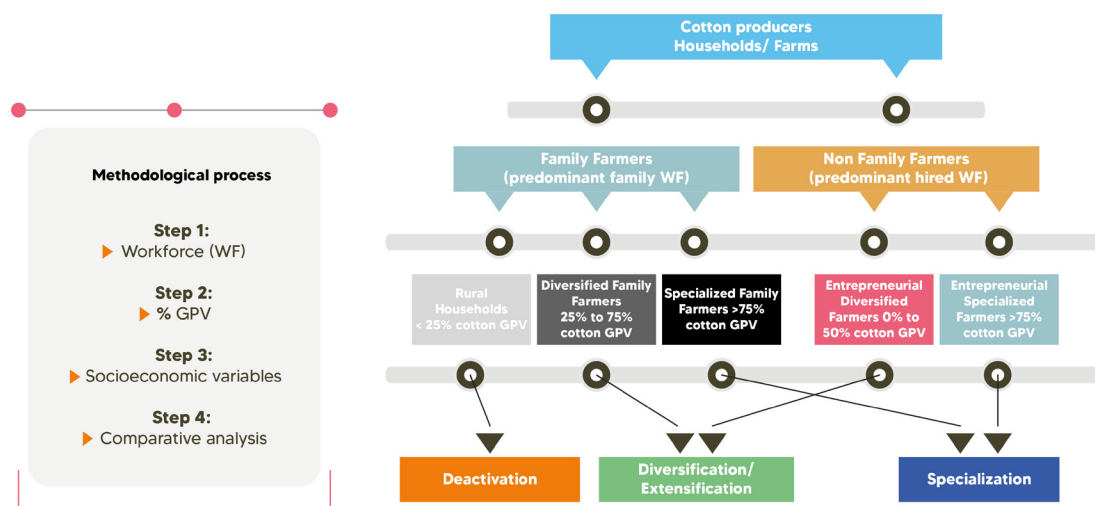 Cotton producers
Households/ Farms
Methodological process
Step 1:
Workforce (WF)
Step 2:
% GPV
Step 3:
Socioeconomic variables
Step 4:
Comparative analysis
Family Farmers
(predominant family WF)
Non Family Farmers
(predominant hired WF)
Rural
Households
< 25% cotton GPV
Diversified Family
Farmers
25% to 75%
cotton GPV
Specialized Family
Farmers >75%
cotton GPV
Entrepreneurial
Diversified
Farmers 0% to
50% cotton GPV
Entrepreneurial
Specialized
Farmers >75%
cotton GPV
Deactivation
Diversification/
Extensification
Specialization